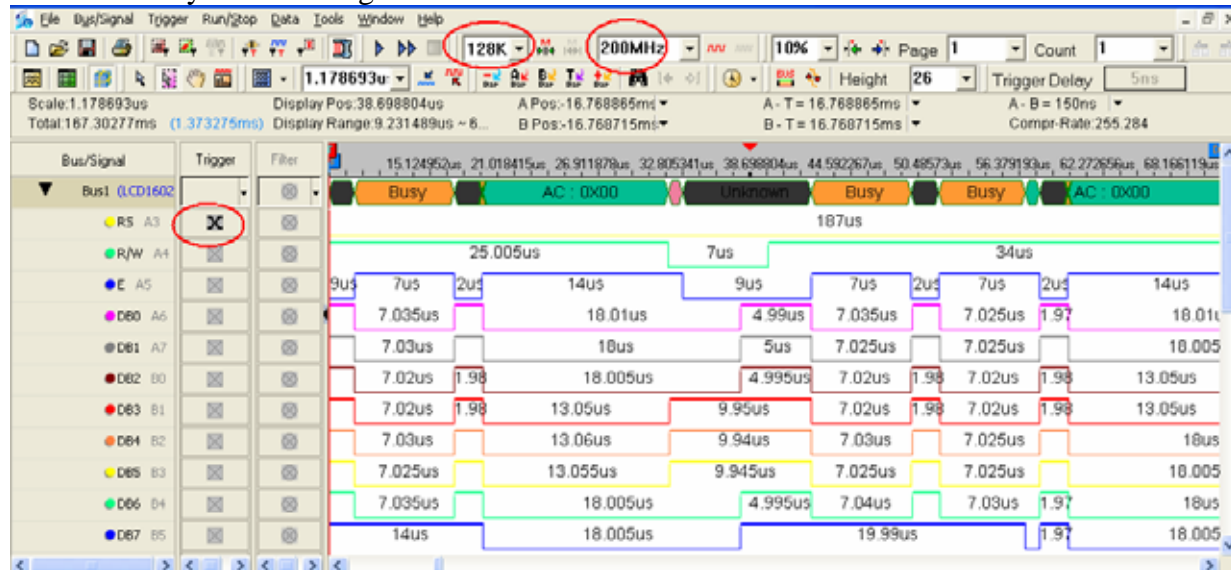 File Bus/Signal Trigger Run/Stop Data Tools Window Help
128K 200MHz 10% Page 1 Count 1
1.178693u Height 26 Trigger Delay 5ns
Scale:1.178693us Display Pos:38.698804us A Pos:-16.768865ms A - T = 16.768865ms A - B = 150ns
Total:167.30277ms (1.373275ms) Display Range:9.231489us ~ 6... B Pos:-16.768715ms B - T = 16.768715ms Compr-Rate:255.284
Bus/Signal Trigger Filter 15.124952us 21.018415us 26.911878us 32.805341us 38.698804us 44.592267us 50.48573us 56.379193us 62.272656us 68.166119us
Bus1 (LCD1602 Busy AC : 0X00 Unknown Busy Busy AC : 0X00
RS A3 187us
R/W A4 25.005us 7us 34us
E A5 9us 7us 2us 14us 9us 7us 2us 7us 2us 14us
DB0 A6 7.035us 18.01us 4.99us 7.035us 7.025us 1.97 18.01u
DB1 A7 7.03us 18us 5us 7.025us 7.025us 18.005
DB2 B0 7.02us 1.98 18.005us 4.995us 7.02us 1.98 7.02us 1.98 13.05us
DB3 B1 7.02us 1.98 13.05us 9.95us 7.02us 1.98 7.02us 1.98 13.05us
DB4 B2 7.03us 13.06us 9.94us 7.03us 7.025us 18us
DB5 B3 7.025us 13.055us 9.945us 7.025us 7.025us 18.005
DB6 B4 7.035us 18.005us 4.995us 7.04us 7.03us 1.97 18us
DB7 B5 14us 18.005us 19.99us 1.97 18.005